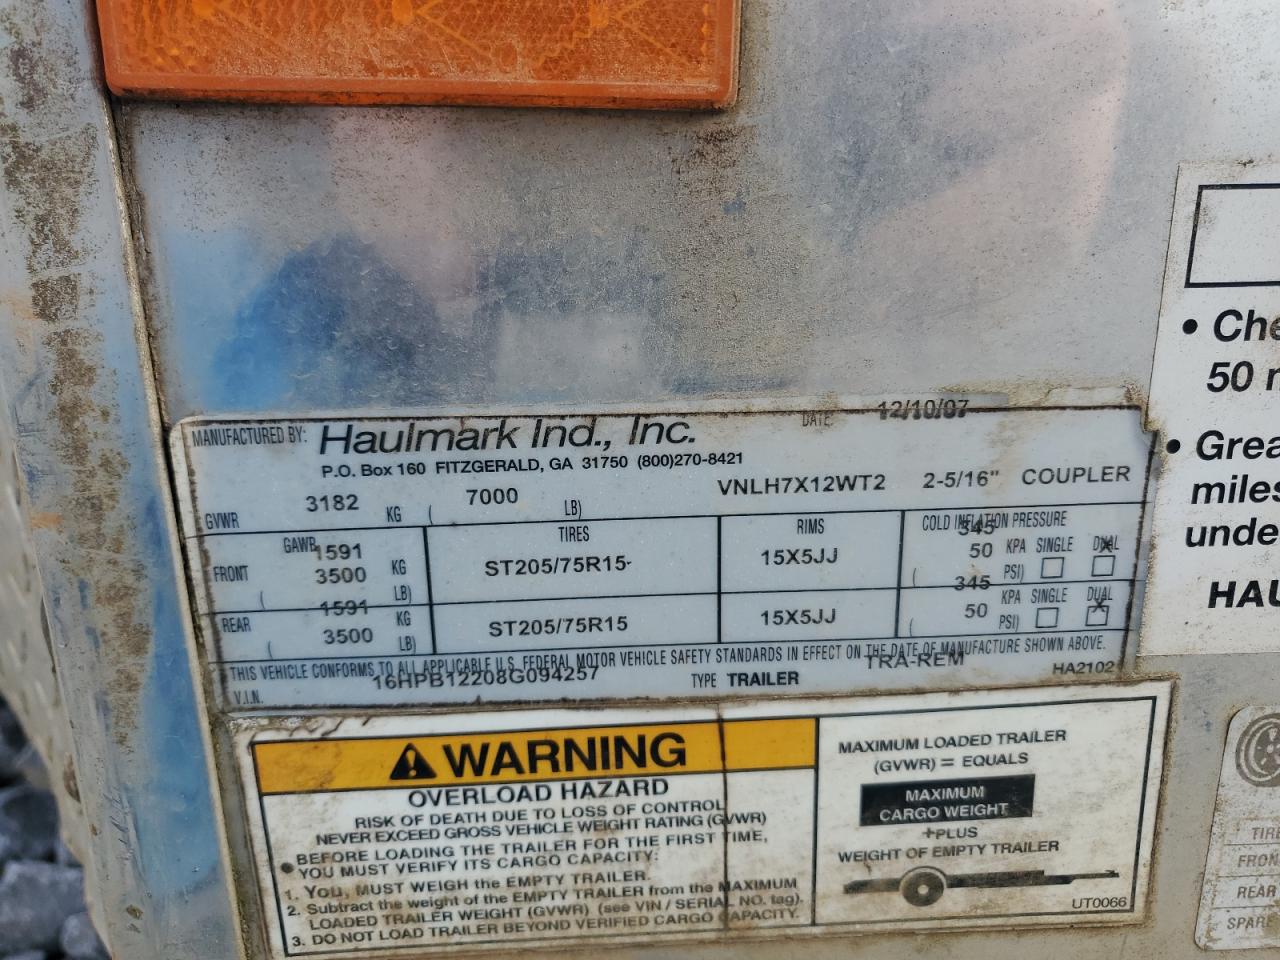 MANUFACTURED BY: Haulmark Ind., Inc. DATE: 12/10/07
P.O. Box 160 FITZGERALD, GA 31750 (800)270-8421
GVWR 3182 KG ( 7000 LB) VNLH7X12WT2 2-5/16" COUPLER
GAWR TIRES RIMS COLD INFLATION PRESSURE
FRONT 1591 KG ST205/75R15 15X5JJ 345 KPA SINGLE DUAL
( 3500 LB) ( 50 PSI) X
REAR 1591 KG ST205/75R15 15X5JJ 345 KPA SINGLE DUAL
( 3500 LB) ( 50 PSI) X
THIS VEHICLE CONFORMS TO ALL APPLICABLE U.S. FEDERAL MOTOR VEHICLE SAFETY STANDARDS IN EFFECT ON THE DATE OF MANUFACTURE SHOWN ABOVE.
V.I.N. 16HPB12208G094257 TYPE TRAILER TRA-REM HA2102
WARNING
OVERLOAD HAZARD
RISK OF DEATH DUE TO LOSS OF CONTROL
NEVER EXCEED GROSS VEHICLE WEIGHT RATING (GVWR)
• BEFORE LOADING THE TRAILER FOR THE FIRST TIME,
YOU MUST VERIFY ITS CARGO CAPACITY:
1. YOU, MUST WEIGH the EMPTY TRAILER.
2. Subtract the weight of the EMPTY TRAILER from the MAXIMUM
LOADED TRAILER WEIGHT (GVWR) (see VIN / SERIAL NO. tag).
3. DO NOT LOAD TRAILER BEYOND VERIFIED CARGO CAPACITY.
MAXIMUM LOADED TRAILER
(GVWR) = EQUALS
MAXIMUM
CARGO WEIGHT
+PLUS
WEIGHT OF EMPTY TRAILER
UT0066
• Che
50 
• Grea
miles
unde
HAU
TIRE
FRON
REAR
SPARE